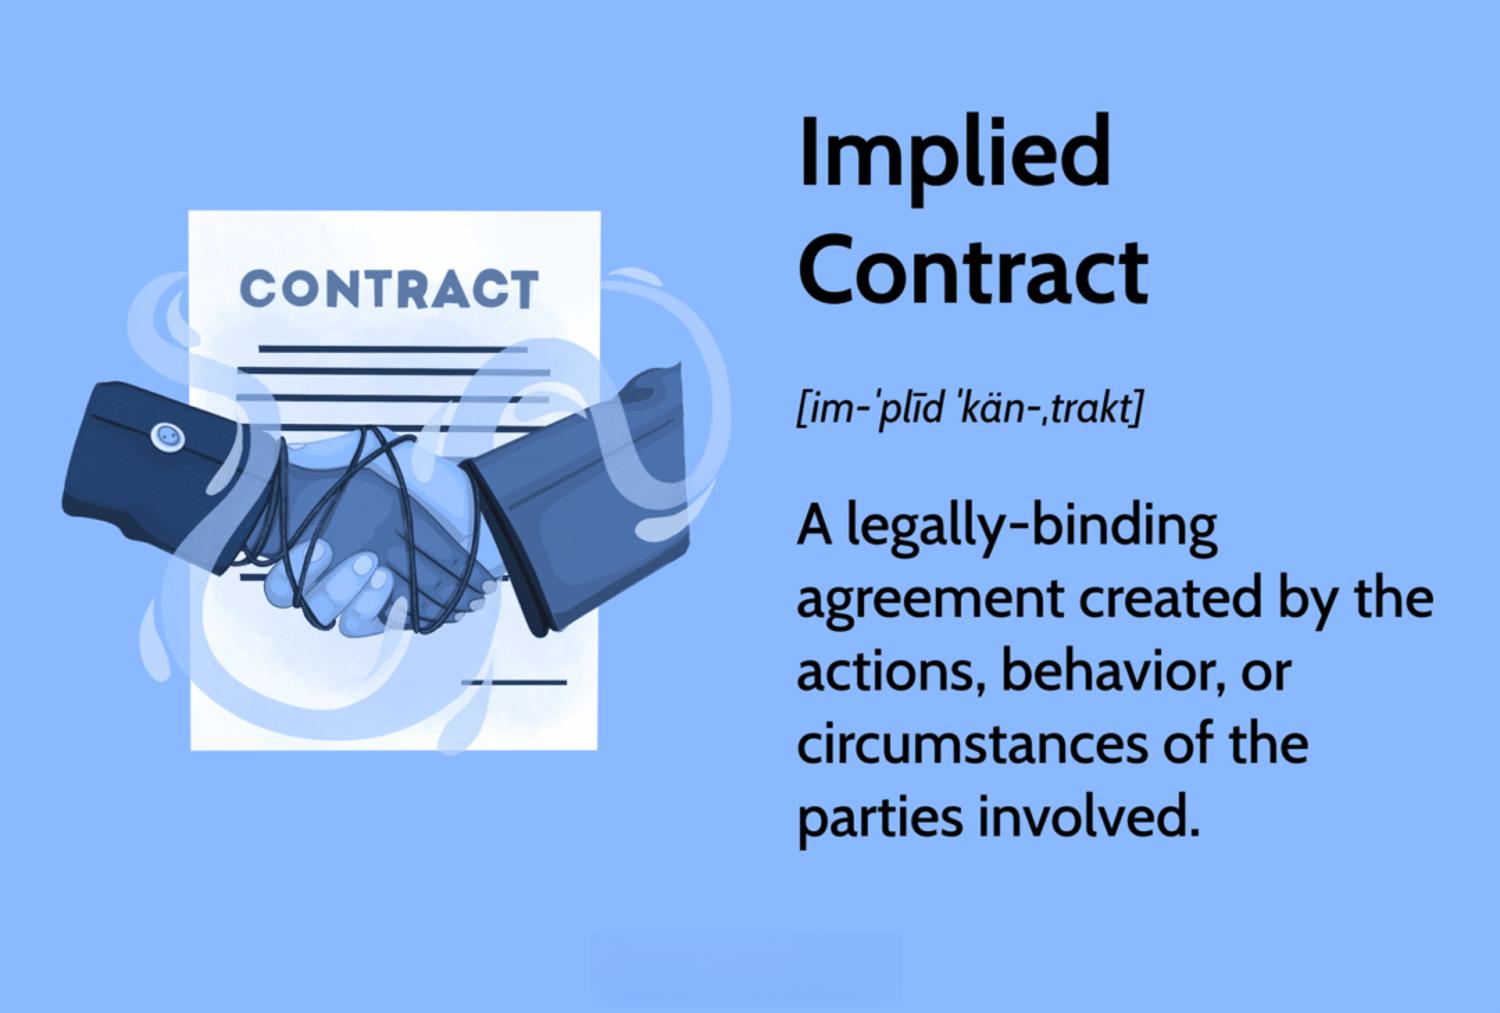 CONTRACT
Implied
Contract
[im-ˈplīd ˈkän-ˌtrakt]
A legally-binding
agreement created by the
actions, behavior, or
circumstances of the
parties involved.